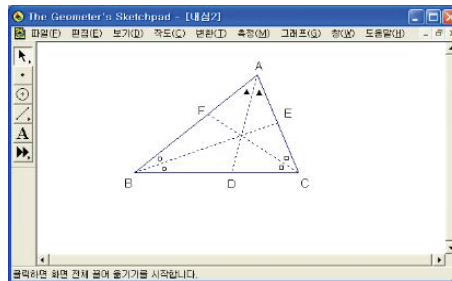 The Geometer's Sketchpad - [내심2]
파일(F) 편집(E) 보기(D) 작도(C) 변환(T) 측정(M) 그래프(G) 창(W) 도움말(H)
A
A
F
E
B
D
C
클릭하면 화면 전체 끌며 옮기기를 시작합니다.